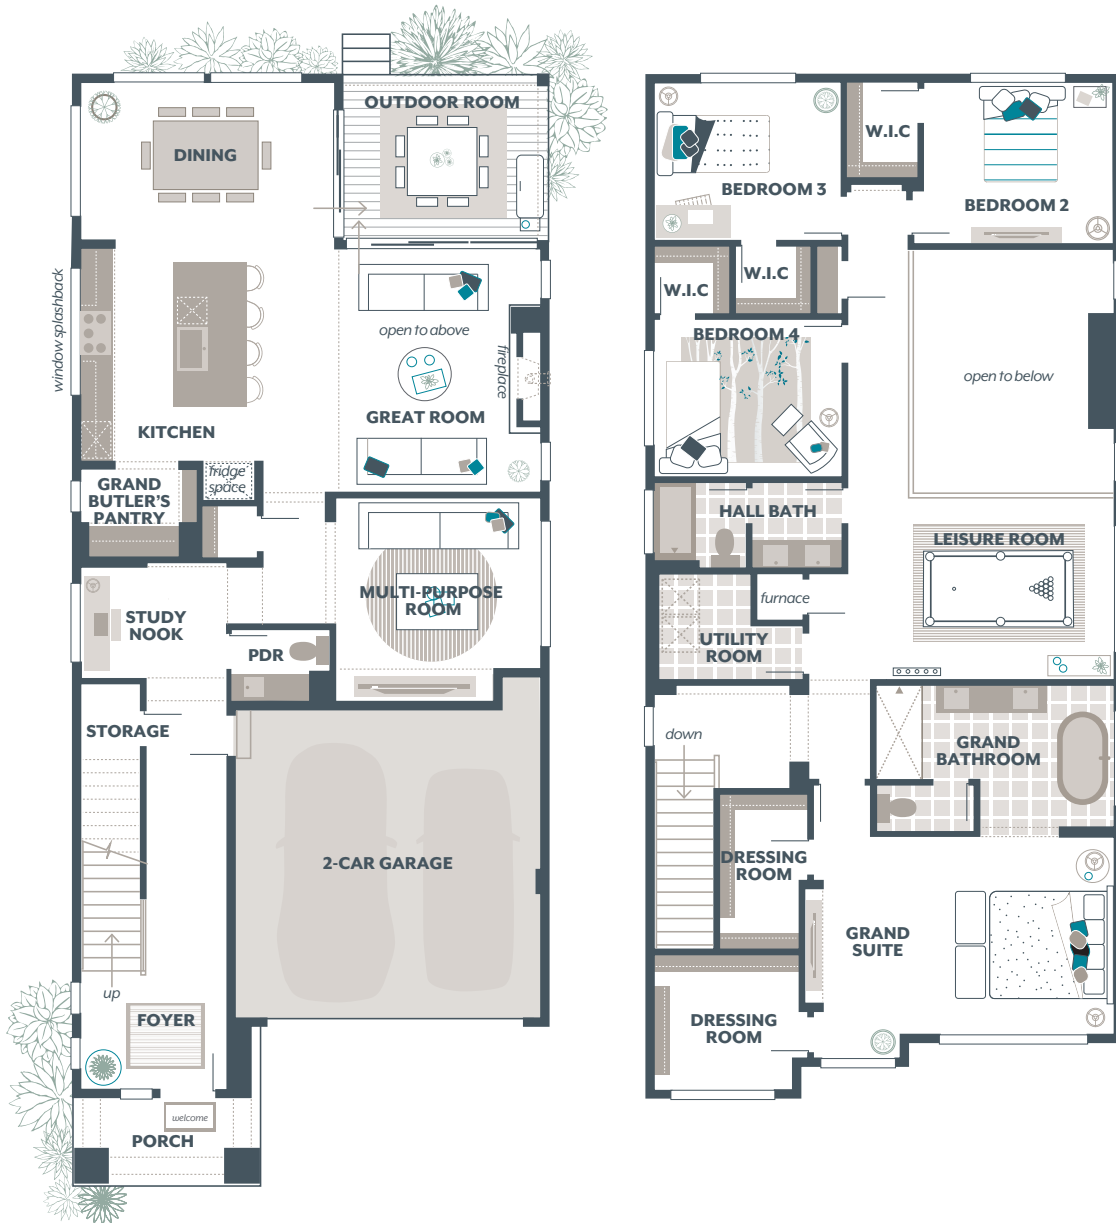 OUTDOOR ROOM
DINING
window splashback
open to above
fireplace
GREAT ROOM
KITCHEN
fridge
space
GRAND
BUTLER'S
PANTRY
MULTI-PURPOSE
ROOM
STUDY
NOOK
PDR
STORAGE
2-CAR GARAGE
up
FOYER
welcome
PORCH
W.I.C
BEDROOM 3
BEDROOM 2
W.I.C
W.I.C
BEDROOM 4
open to below
HALL BATH
LEISURE ROOM
furnace
UTILITY
ROOM
down
GRAND
BATHROOM
DRESSING
ROOM
GRAND
SUITE
DRESSING
ROOM